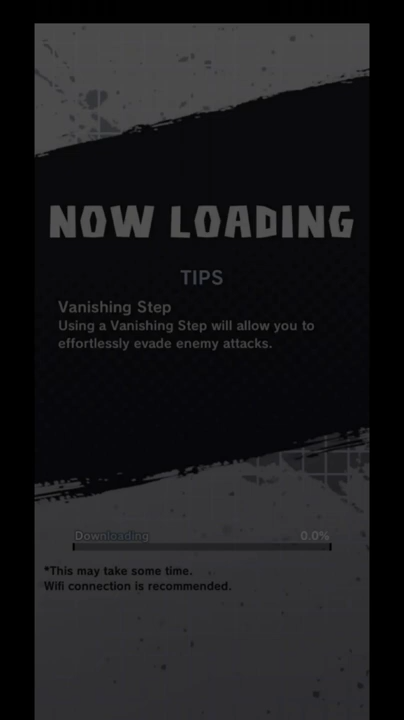 NOW LOADING
TIPS
Vanishing Step
Using a Vanishing Step will allow you to
effortlessly evade enemy attacks.
Downloading 0.0%
*This may take some time.
Wifi connection is recommended.